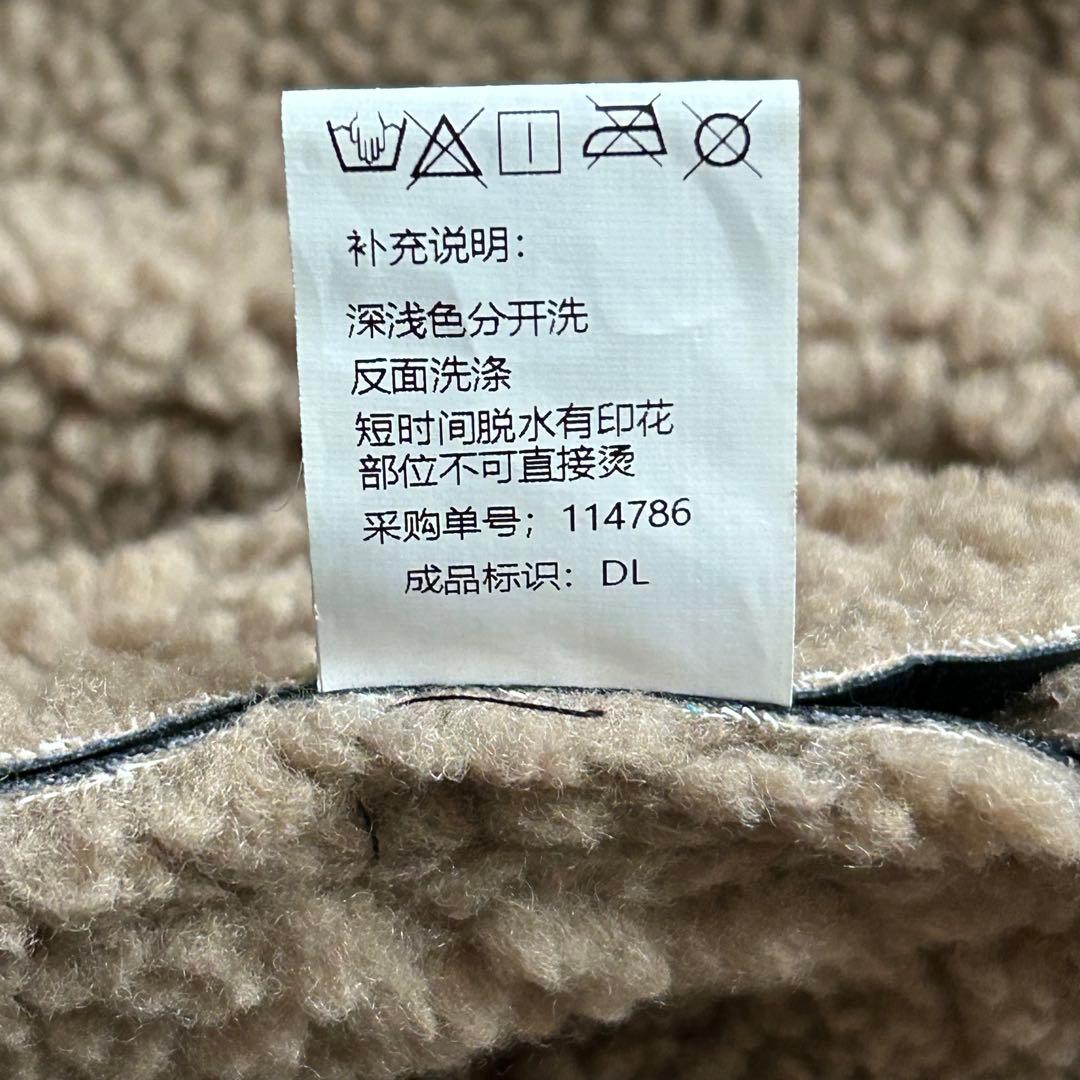 补充说明：
深浅色分开洗
反面洗涤
短时间脱水有印花
部位不可直接烫
采购单号；114786
成品标识：DL